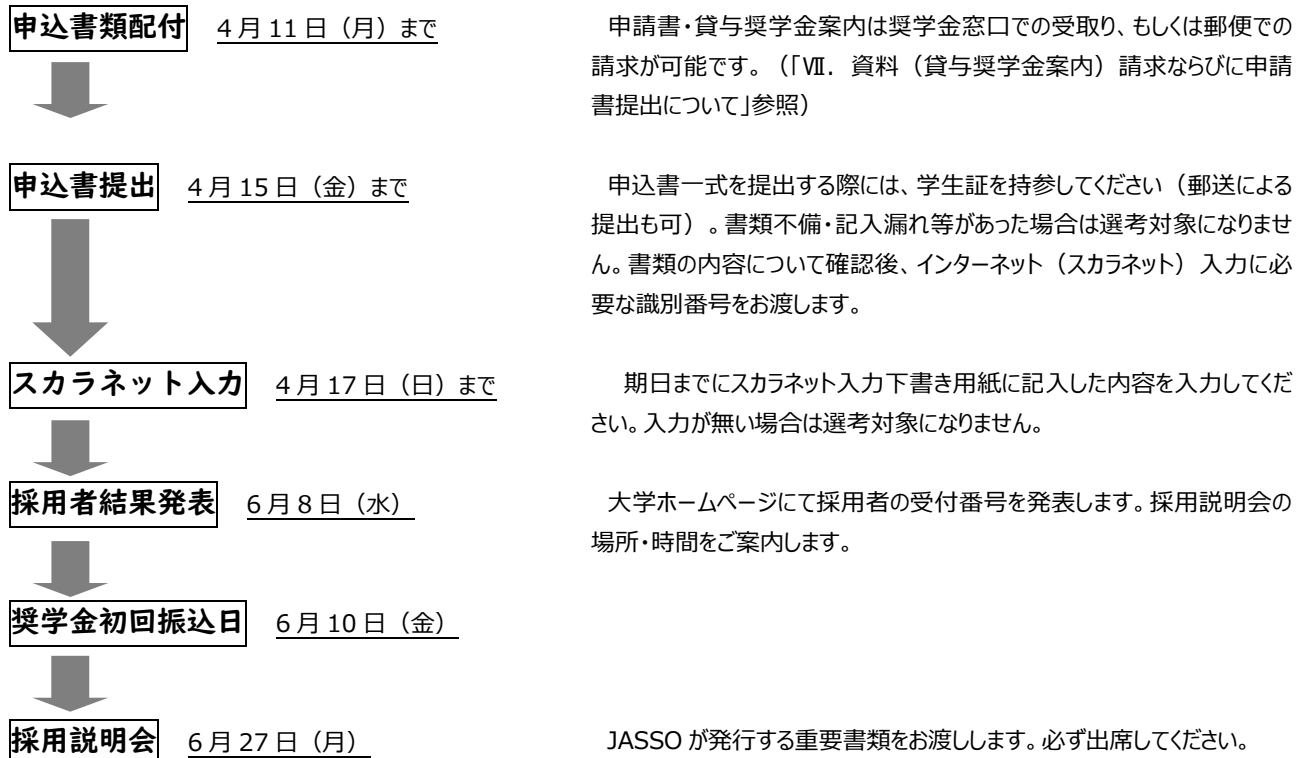 申込書類配付 4月11日（月）まで
申請書・貸与奨学金案内は奨学金窓口での受取り、もしくは郵便での
請求が可能です。（「Ⅶ．資料（貸与奨学金案内）請求ならびに申請
書提出について」参照）
申込書提出 4月15日（金）まで
申込書一式を提出する際には、学生証を持参してください（郵送による
提出も可）。書類不備・記入漏れ等があった場合は選考対象になりませ
ん。書類の内容について確認後、インターネット（スカラネット）入力に必
要な識別番号をお渡します。
スカラネット入力 4月17日（日）まで
期日までにスカラネット入力下書き用紙に記入した内容を入力してくだ
さい。入力が無い場合は選考対象になりません。
採用者結果発表 6月8日（水）
大学ホームページにて採用者の受付番号を発表します。採用説明会の
場所・時間をご案内します。
奨学金初回振込日 6月10日（金）
採用説明会 6月27日（月）
JASSOが発行する重要書類をお渡しします。必ず出席してください。